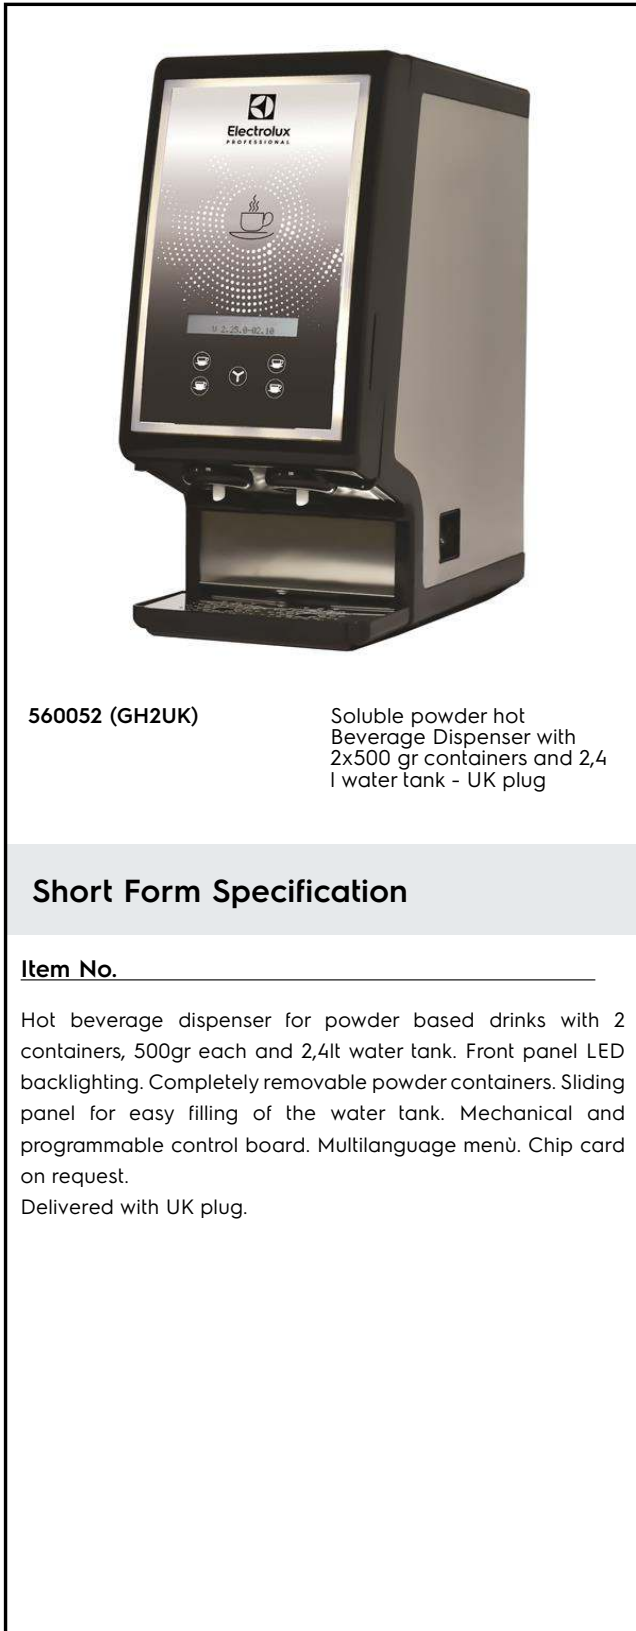 Electrolux
PROFESSIONAL
U 2.25.0-02.10
560052 (GH2UK)
Soluble powder hot
Beverage Dispenser with
2x500 gr containers and 2,4
l water tank - UK plug
Short Form Specification
Item No.
Hot beverage dispenser for powder based drinks with 2
containers, 500gr each and 2,4lt water tank. Front panel LED
backlighting. Completely removable powder containers. Sliding
panel for easy filling of the water tank. Mechanical and
programmable control board. Multilanguage menù. Chip card
on request.
Delivered with UK plug.